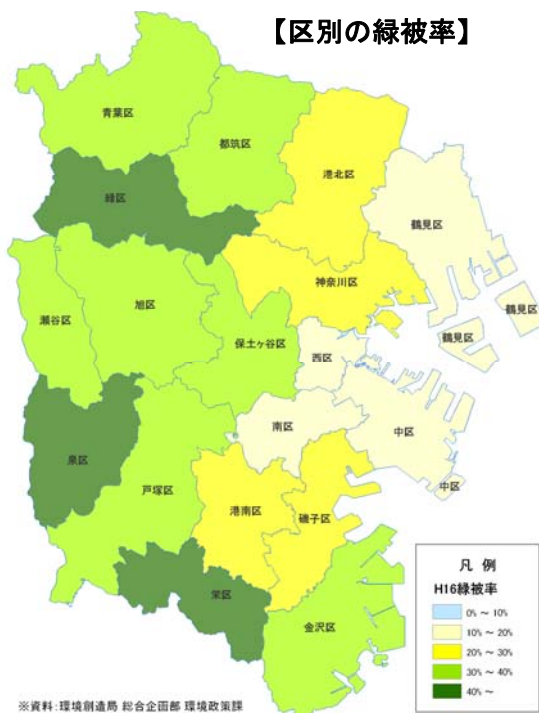 【区別の緑被率】
青葉区
都筑区
港北区
緑区
鶴見区
神奈川区
鶴見区
瀬谷区
旭区
保土ヶ谷区
鶴見区
西区
南区
中区
泉区
戸塚区
中区
港南区
磯子区
栄区
金沢区
凡 例
H16緑被率
0% ~ 10%
10% ~ 20%
20% ~ 30%
30% ~ 40%
40% ~
※資料:環境創造局 総合企画部 環境政策課